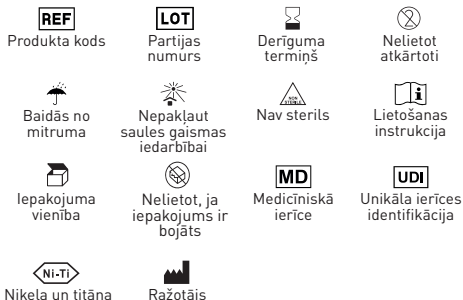 REF LOT
Produkta kods Partijas numurs Derīguma termiņš Nelietot atkārtoti
NON STERILE
Baidās no mitruma Nepakļaut saules gaismas iedarbībai Nav sterils Lietošanas instrukcija
MD UDI
Iepakojuma vienība Nelietot, ja iepakojums ir bojāts Medicīniskā ierīce Unikāla ierīces identifikācija
Ni-Ti
Niķeļa un titāna Ražotājs